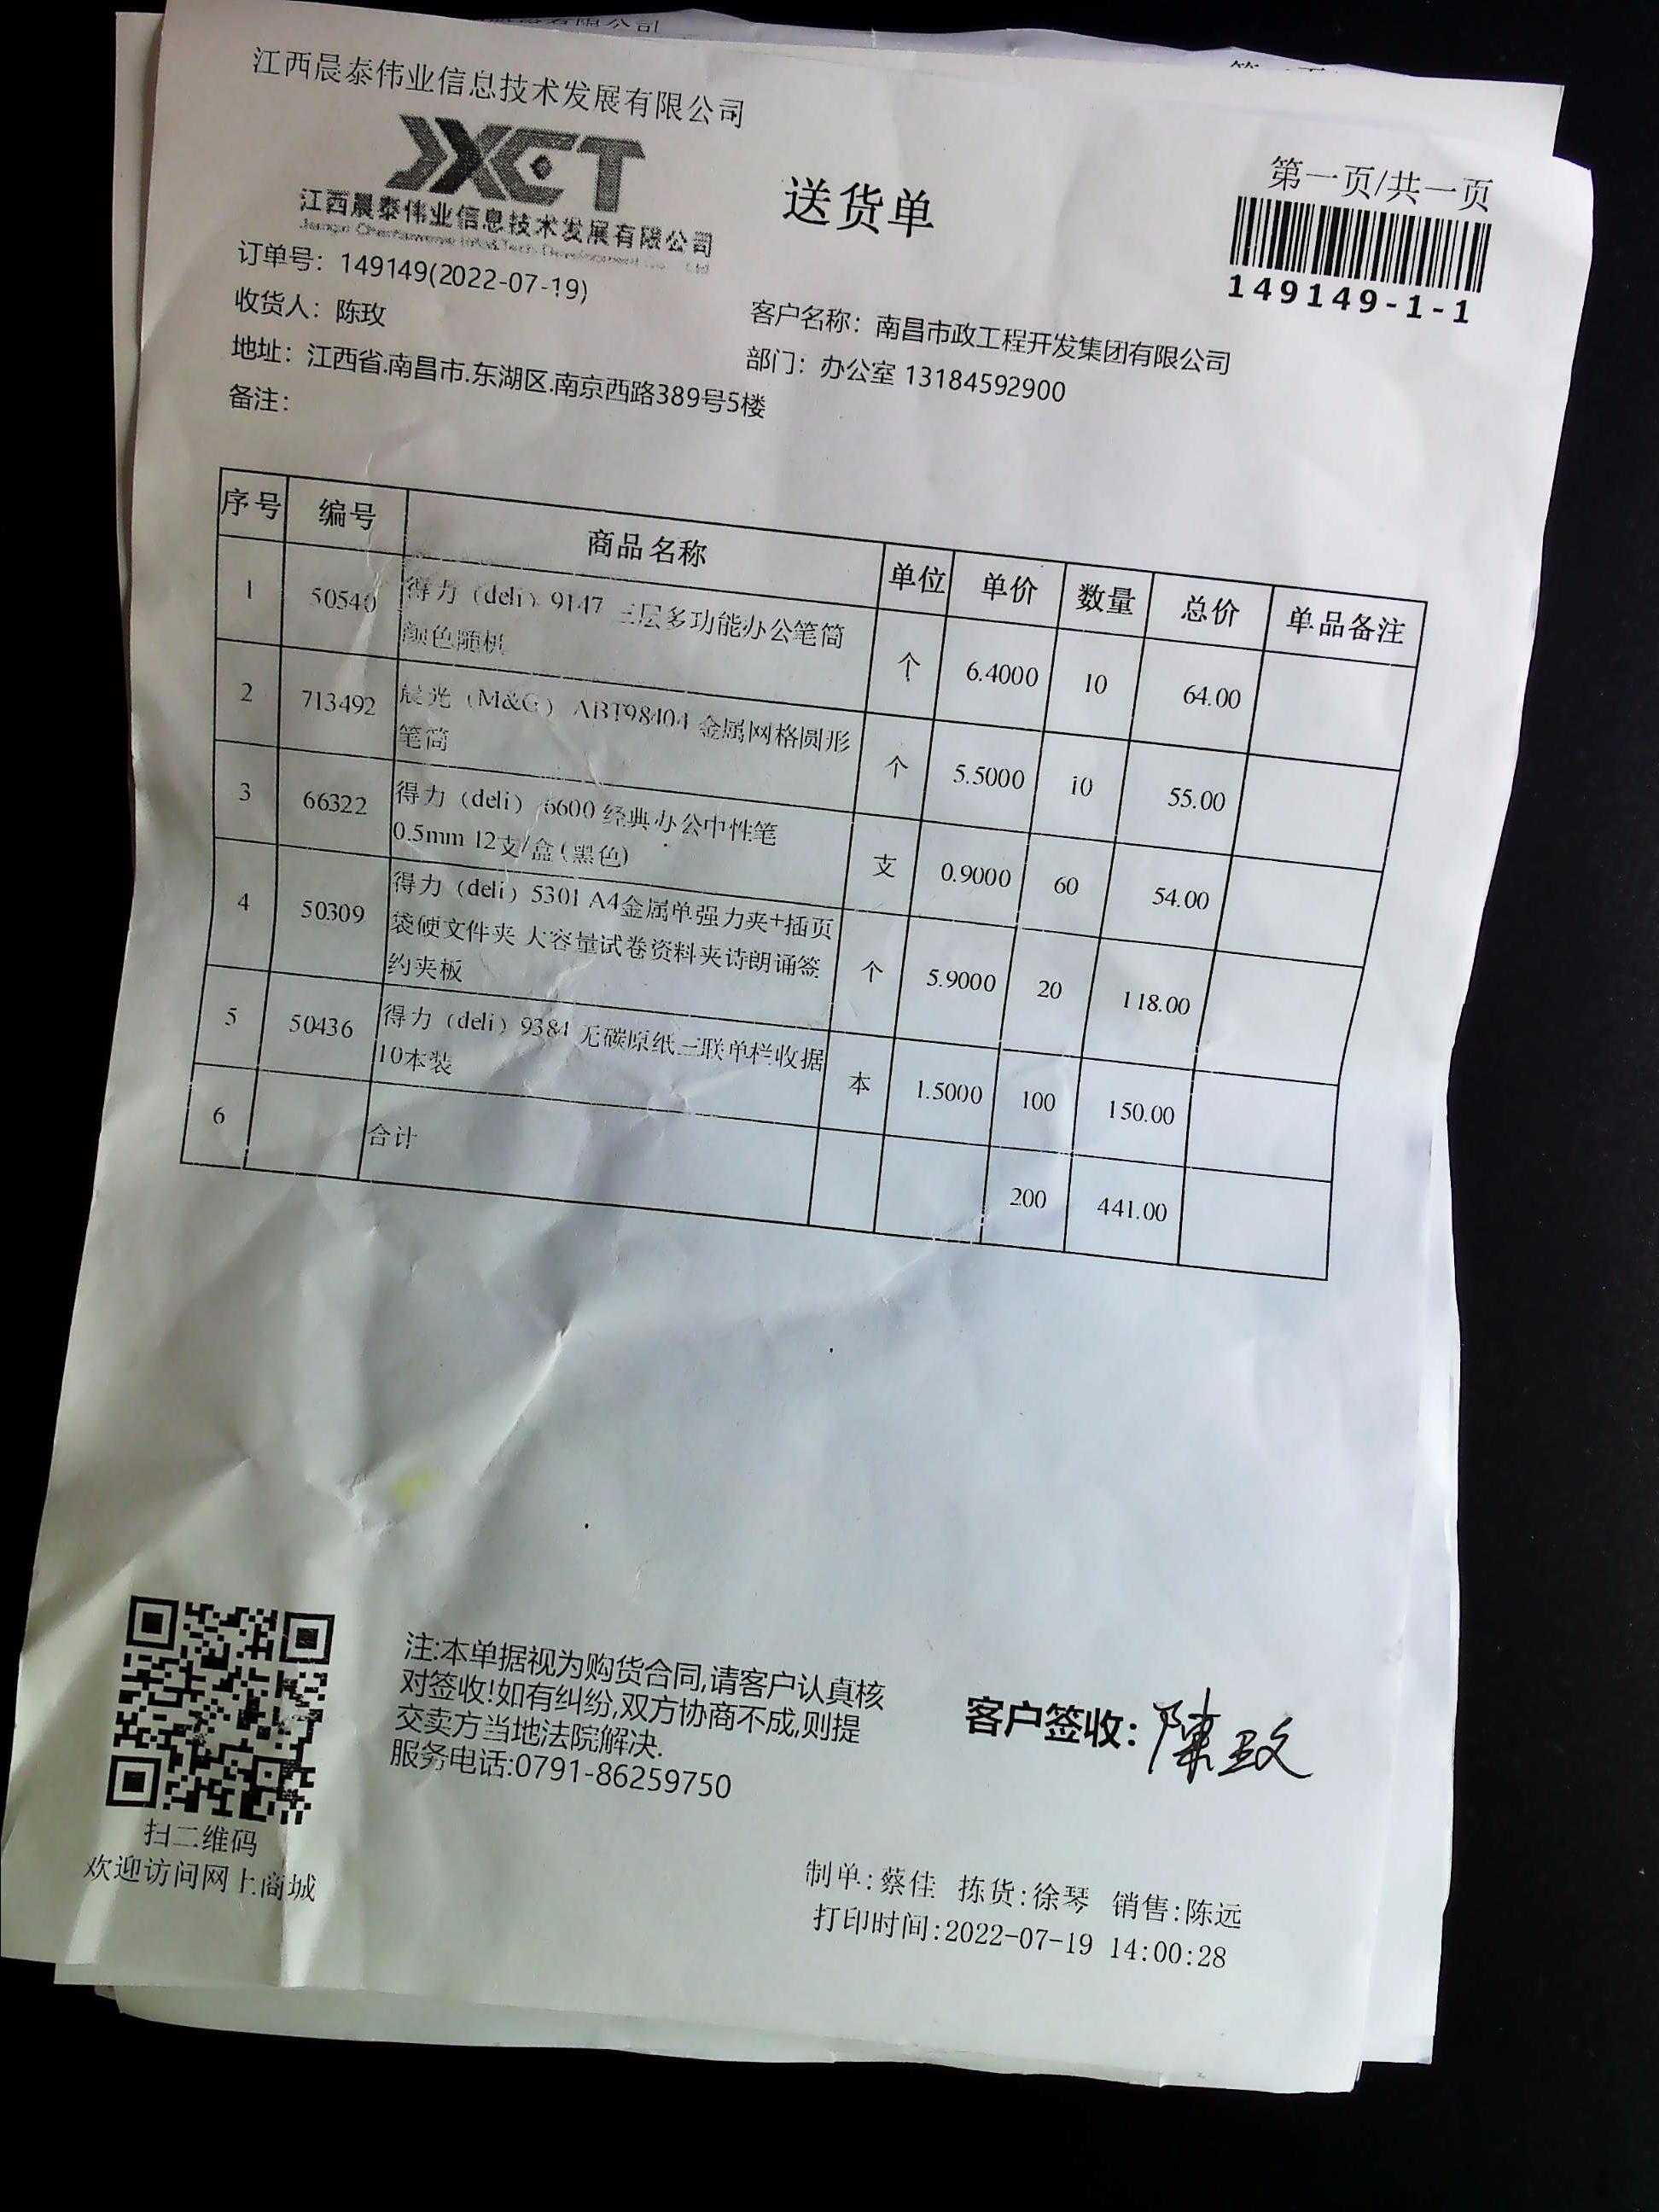 江西晨泰伟业信息技术发展有限公司
JXCT
江西晨泰伟业信息技术发展有限公司
送货单
第一页/共一页
149149-1-1
订单号：149149(2022-07-19)
收货人：陈玫
客户名称：南昌市政工程开发集团有限公司
地址：江西省.南昌市.东湖区.南京西路389号5楼
部门：办公室 13184592900
备注：
序号 编号 商品名称 单位 单价 数量 总价 单品备注
1 50540 得力（deli）9147 三层多功能办公笔筒 个 6.4000 10 64.00
颜色随机
2 713492 晨光（M&G）ABT98404 金属网格圆形 个 5.5000 10 55.00
笔筒
3 66322 得力（deli）6600 经典办公中性笔 支 0.9000 60 54.00
0.5mm 12支/盒(黑色)
4 50309 得力（deli）5301 A4金属单强力夹+插页 个 5.9000 20 118.00
袋硬文件夹 大容量试卷资料夹诗朗诵签
约夹板
5 50436 得力（deli）9384 无碳原纸三联单栏收据 本 1.5000 100 150.00
10本装
6 合计 200 441.00
注:本单据视为购货合同,请客户认真核
对签收!如有纠纷,双方协商不成,则提
交卖方当地法院解决.
服务电话:0791-86259750
客户签收: 陳玫
扫二维码
欢迎访问网上商城
制单:蔡佳 拣货:徐琴 销售:陈远
打印时间:2022-07-19 14:00:28